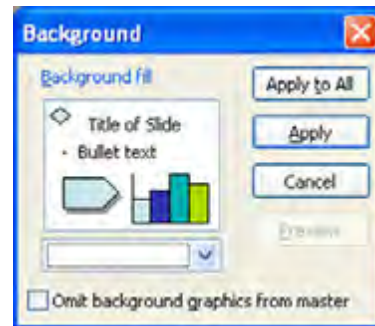 Background
Background fill
Apply to All
Title of Slide
Apply
• Bullet text
Cancel
Preview
Omit background graphics from master